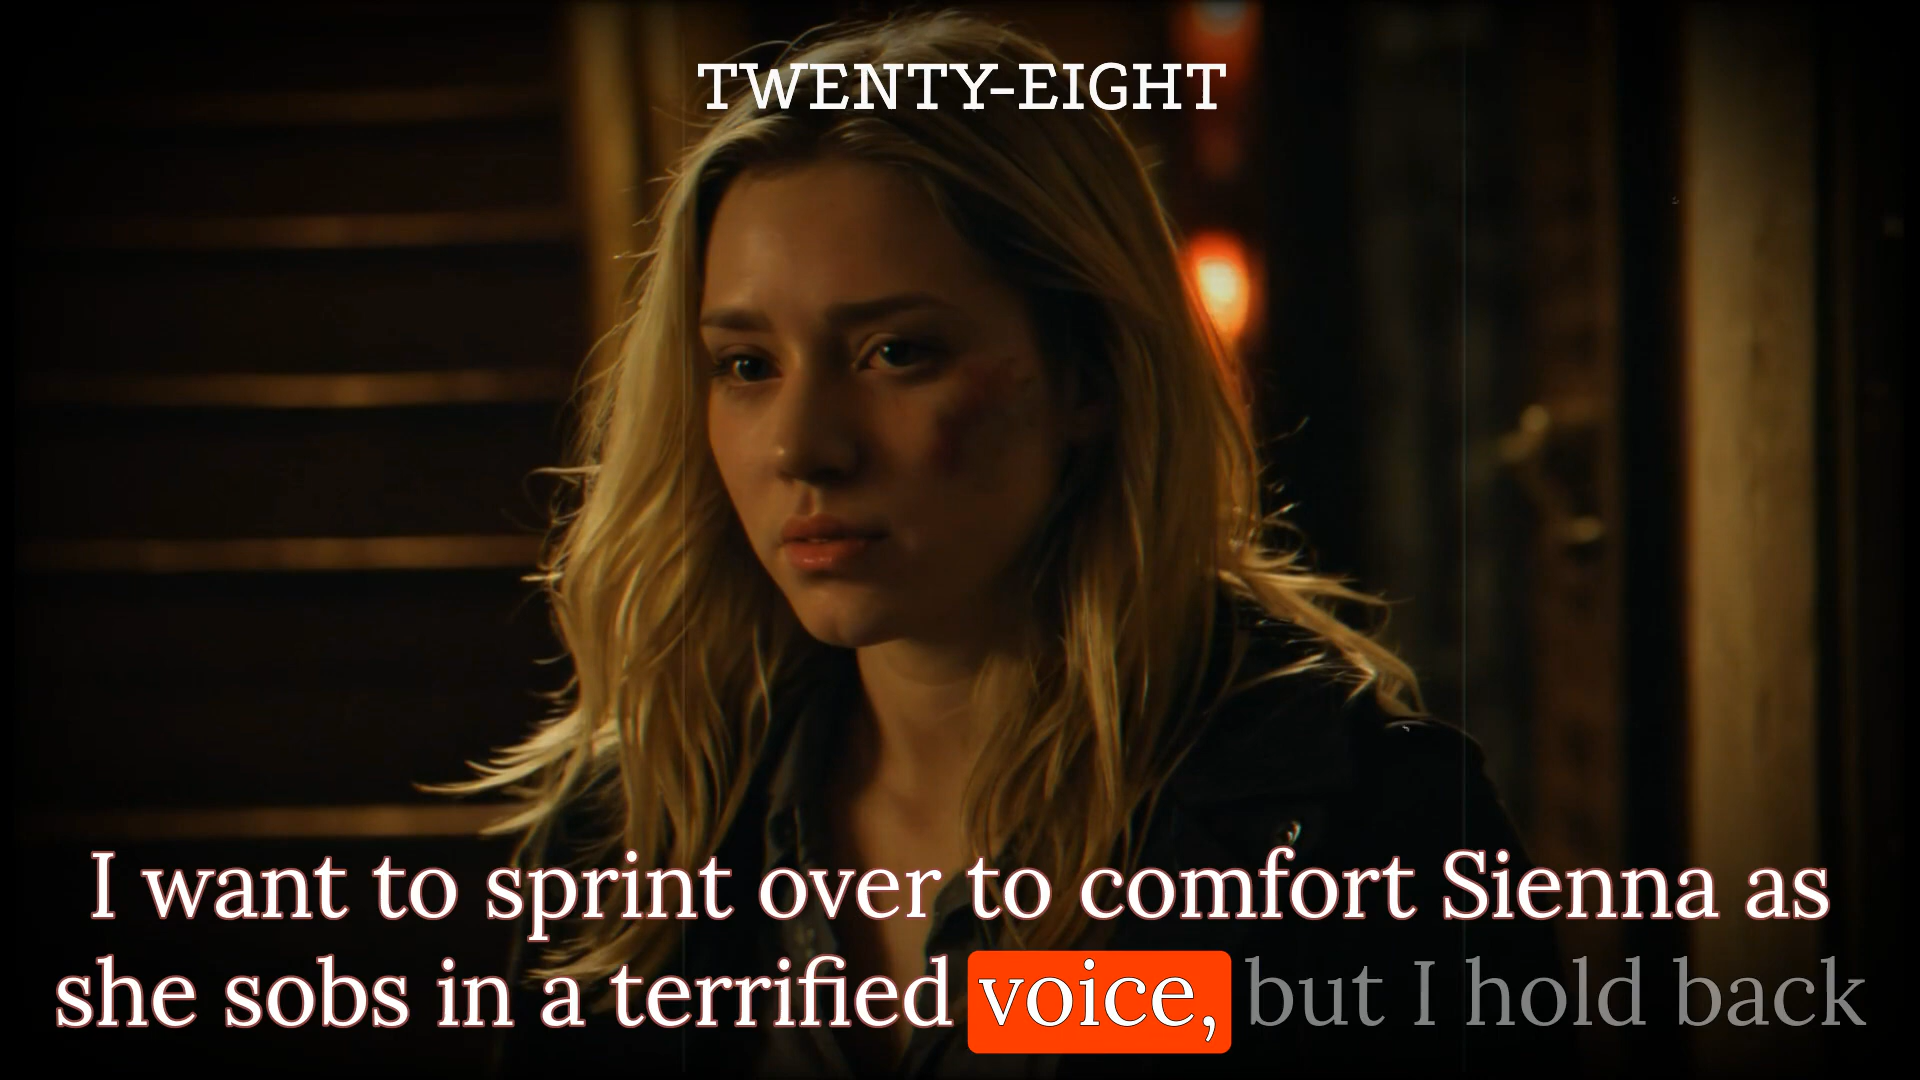 TWENTY-EIGHT
I want to sprint over to comfort Sienna as
she sobs in a terrified voice, but I hold back